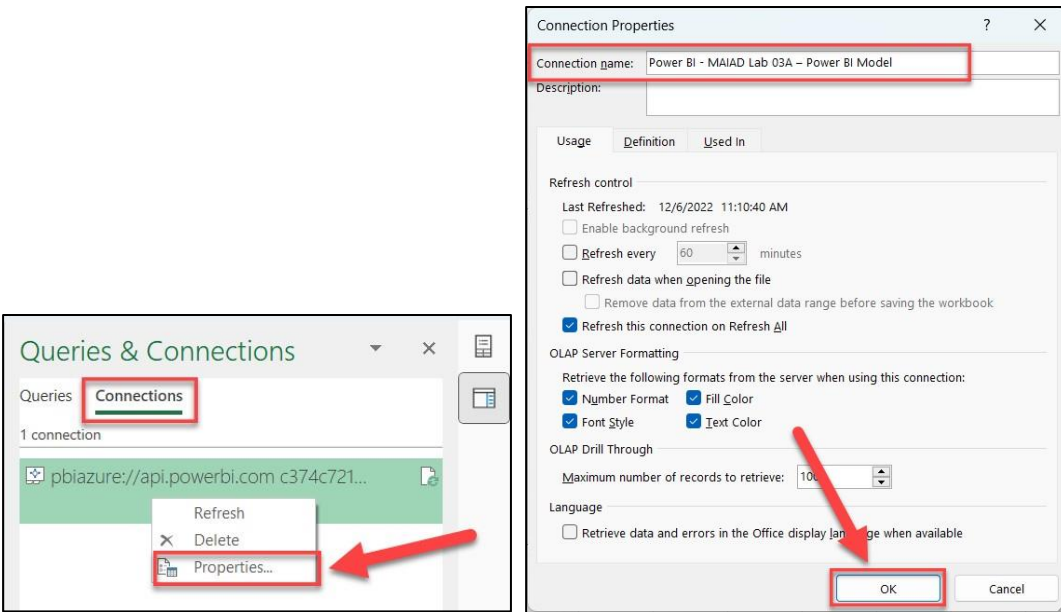 Queries & Connections
Queries Connections
1 connection
pbiazure://api.powerbi.com c374c721...
Refresh
Delete
Properties...
Connection Properties ?
Connection name: Power BI - MAIAD Lab 03A – Power BI Model
Description:
Usage Definition Used In
Refresh control
Last Refreshed: 12/6/2022 11:10:40 AM
Enable background refresh
Refresh every 60 minutes
Refresh data when opening the file
Remove data from the external data range before saving the workbook
Refresh this connection on Refresh All
OLAP Server Formatting
Retrieve the following formats from the server when using this connection:
Number Format Fill Color
Font Style Text Color
OLAP Drill Through
Maximum number of records to retrieve:
Language
Retrieve data and errors in the Office display when available
OK Cancel